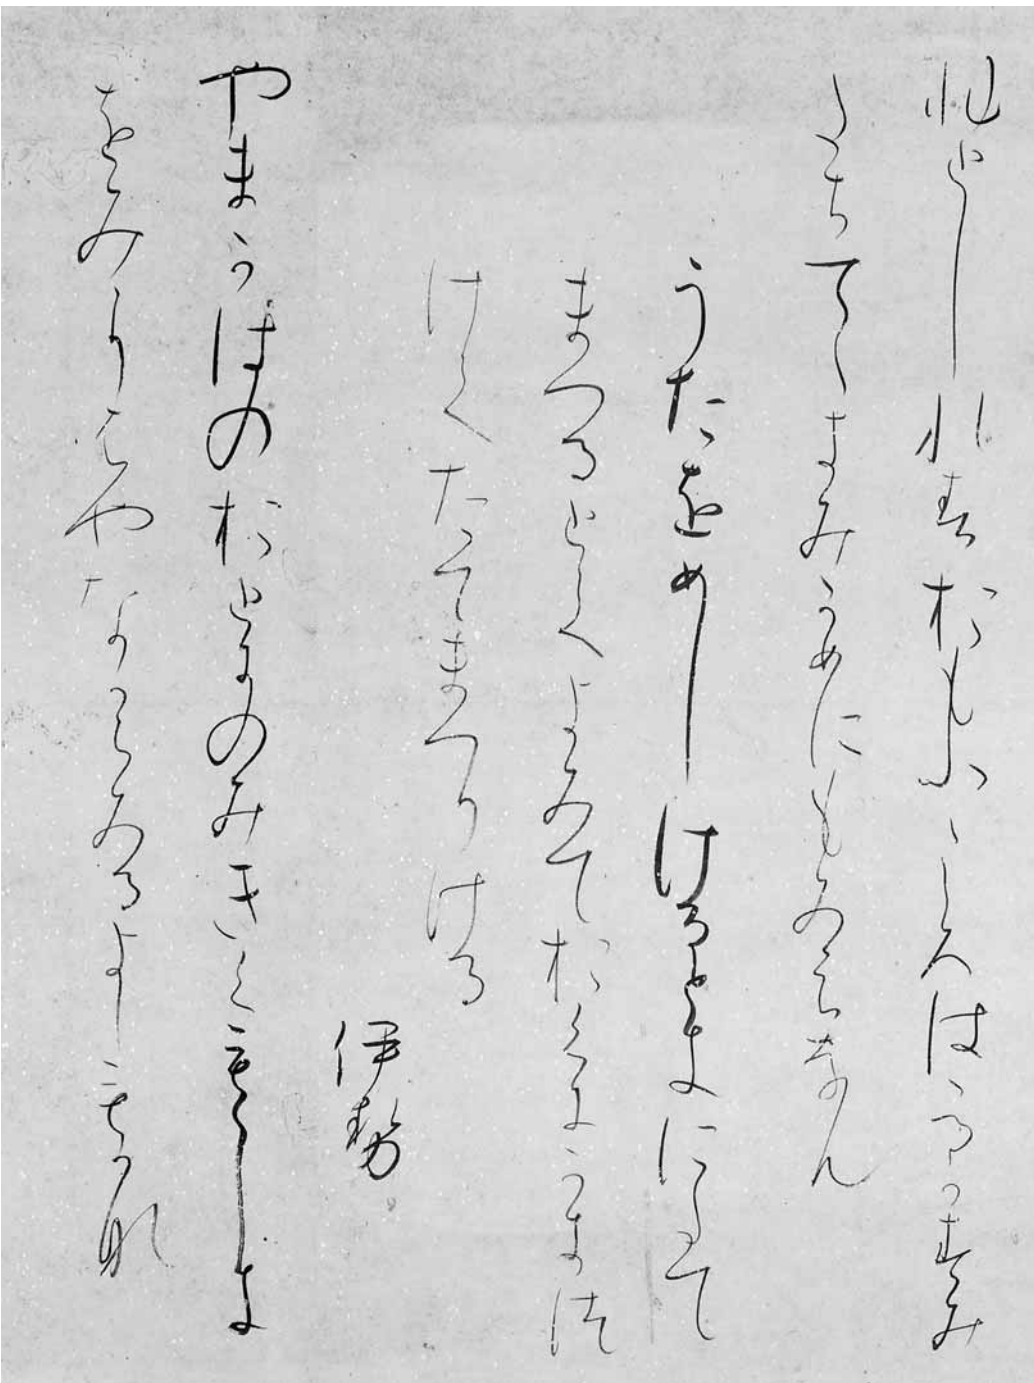 ひとしれすおもふこゝろははるかすみ
たちてゝきみかめにもみえなん
うたをめしけるときにたて
まつるとてよみておくにかきつ
けてたてまつりける
伊勢
やまかはのおとにのみきくもゝしき
をみをはやなからみるよしもかな